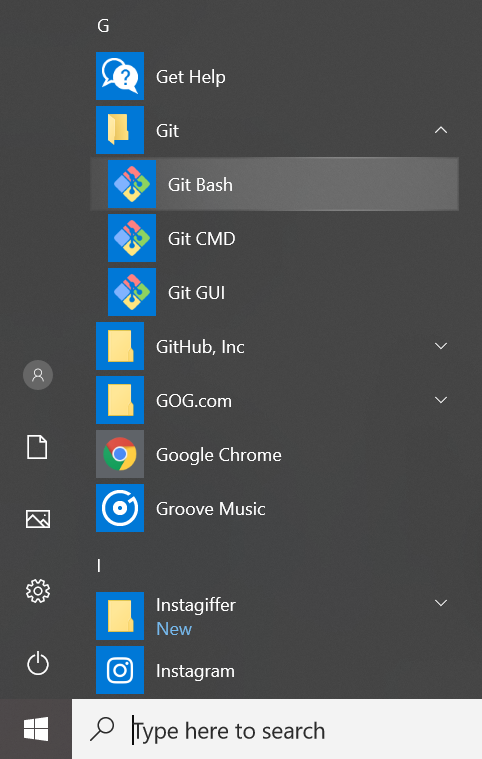 G
Get Help
Git
Git Bash
Git CMD
Git GUI
GitHub, Inc
GOG.com
Google Chrome
Groove Music
I
Instagiffer
New
Instagram
Type here to search